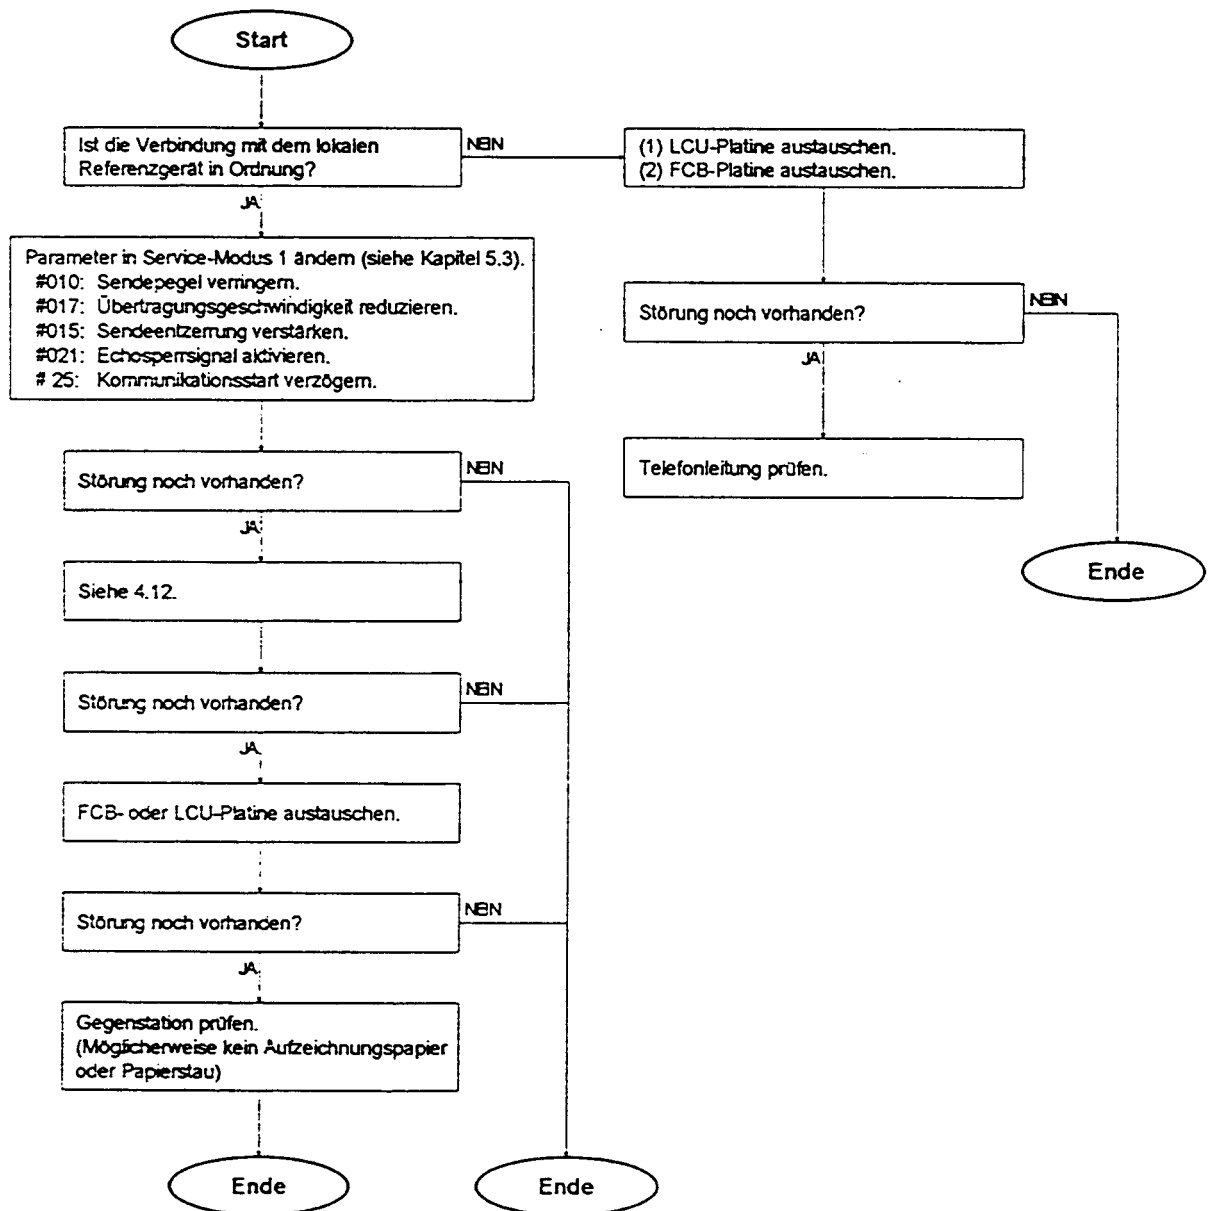 Start
Ist die Verbindung mit dem lokalen
Referenzgerät in Ordnung?
NEIN
(1) LCU-Platine austauschen.
(2) FCB-Platine austauschen.
JA
Parameter in Service-Modus 1 ändern (siehe Kapitel 5.3).
#010: Sendepegel verringern.
#017: Übertragungsgeschwindigkeit reduzieren.
#015: Sendeentzerrung verstärken.
#021: Echosperrsignal aktivieren.
# 25: Kommunikationsstart verzögern.
Störung noch vorhanden?
NEIN
JA
Telefonleitung prüfen.
Ende
Störung noch vorhanden?
NEIN
JA
Siehe 4.12.
Störung noch vorhanden?
NEIN
JA
FCB- oder LCU-Platine austauschen.
Störung noch vorhanden?
NEIN
JA
Gegenstation prüfen.
(Möglicherweise kein Aufzeichnungspapier
oder Papierstau)
Ende
Ende